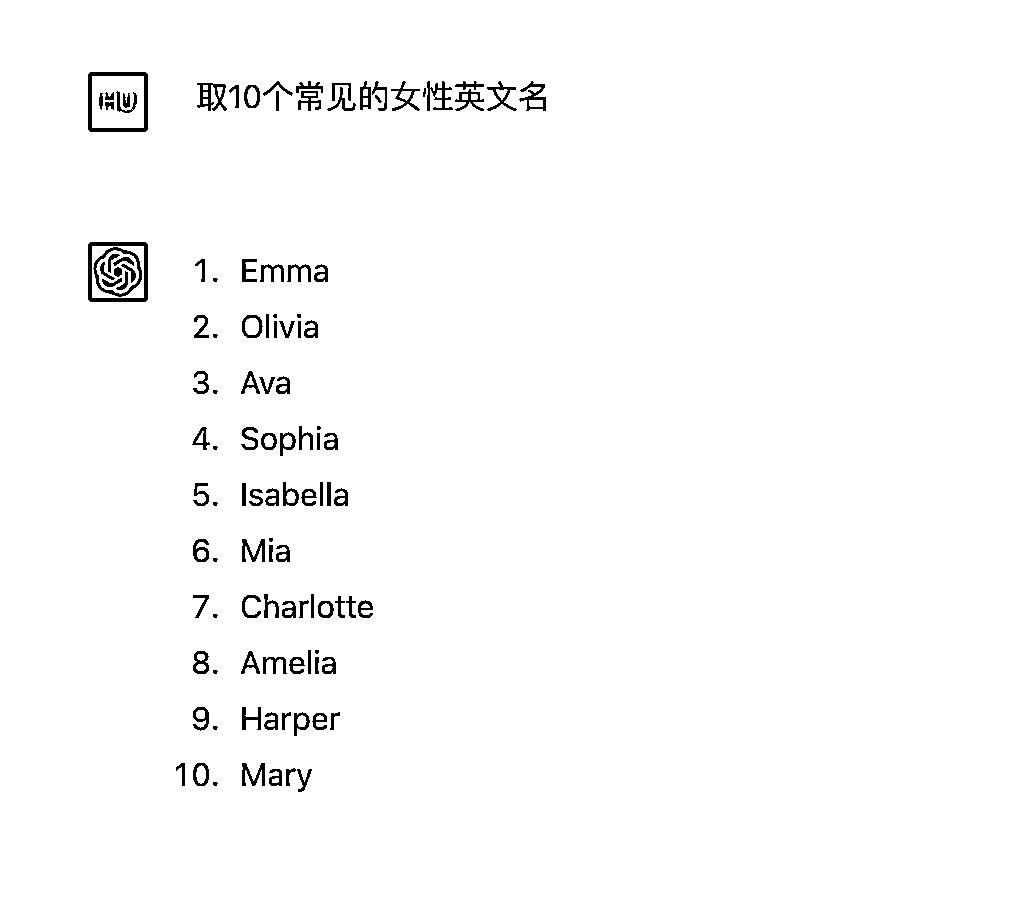 取10个常见的女性英文名
1. Emma
2. Olivia
3. Ava
4. Sophia
5. Isabella
6. Mia
7. Charlotte
8. Amelia
9. Harper
10. Mary